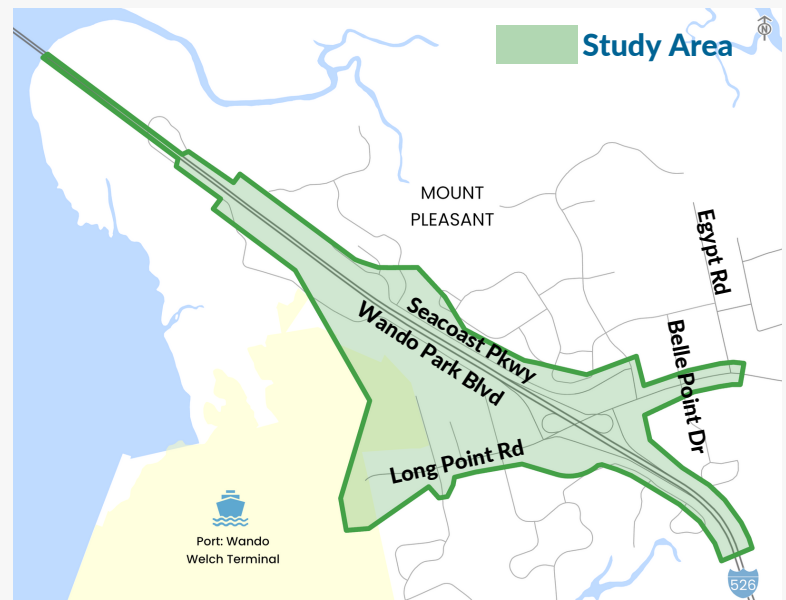 Study Area
N
MOUNT
PLEASANT
Egypt Rd
Seacoast Pkwy
Wando Park Blvd
Belle Point Dr
Long Point Rd
Port: Wando
Welch Terminal
526